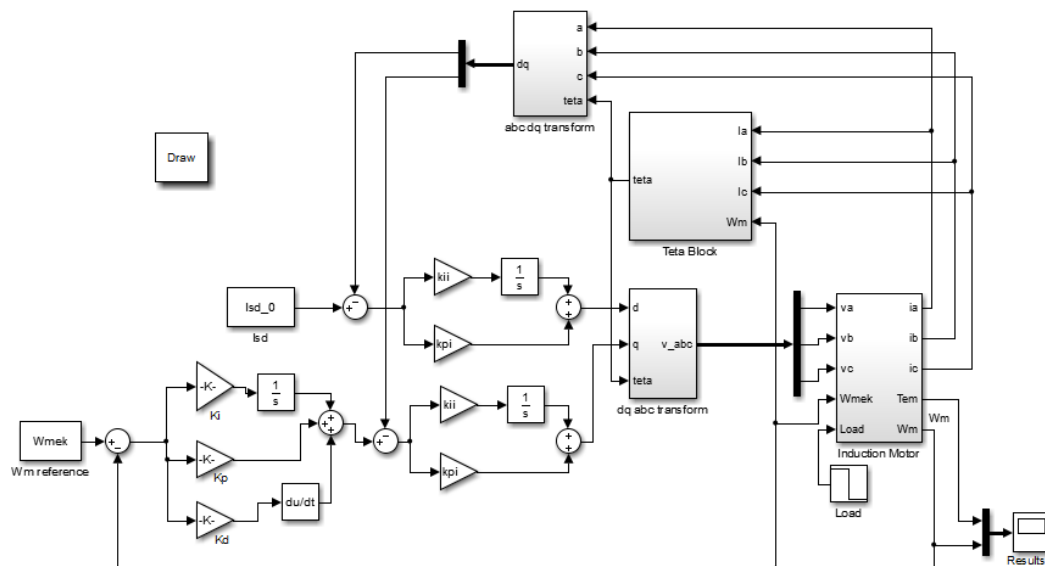 a
b
dq
c
teta
abc dq transform
Draw
Ia
Ib
teta
Ic
Wm
Teta Block
kii
1
s
Isd_0
Isd
kpi
d
q
v_abc
teta
dq abc transform
va
ia
vb
ib
vc
ic
Wmek
Tem
Load
Wm
Wm
Induction Motor
-K-
Ki
1
s
kii
1
s
Wmek
Wm reference
-K-
Kp
kpi
-K-
Kd
du/dt
Load
Results